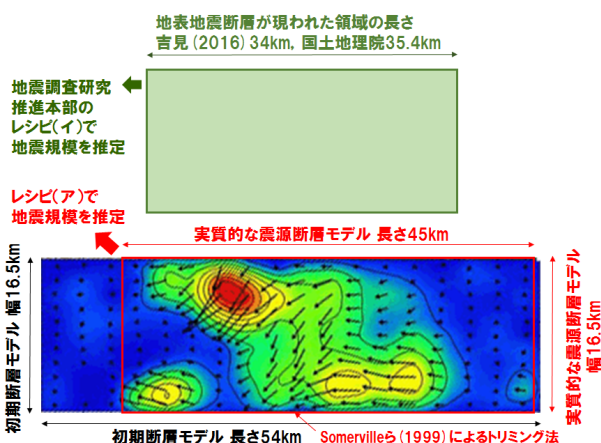 地表地震断層が現われた領域の長さ
吉見(2016)34km, 国土地理院35.4km
地震調査研究
推進本部の
レシピ(イ)で
地震規模を推定
レシピ(ア)で
地震規模を推定
実質的な震源断層モデル 長さ45km
初期断層モデル 幅16.5km
実質的な震源断層モデル
幅16.5km
初期断層モデル 長さ54km
Somervilleら(1999)によるトリミング法